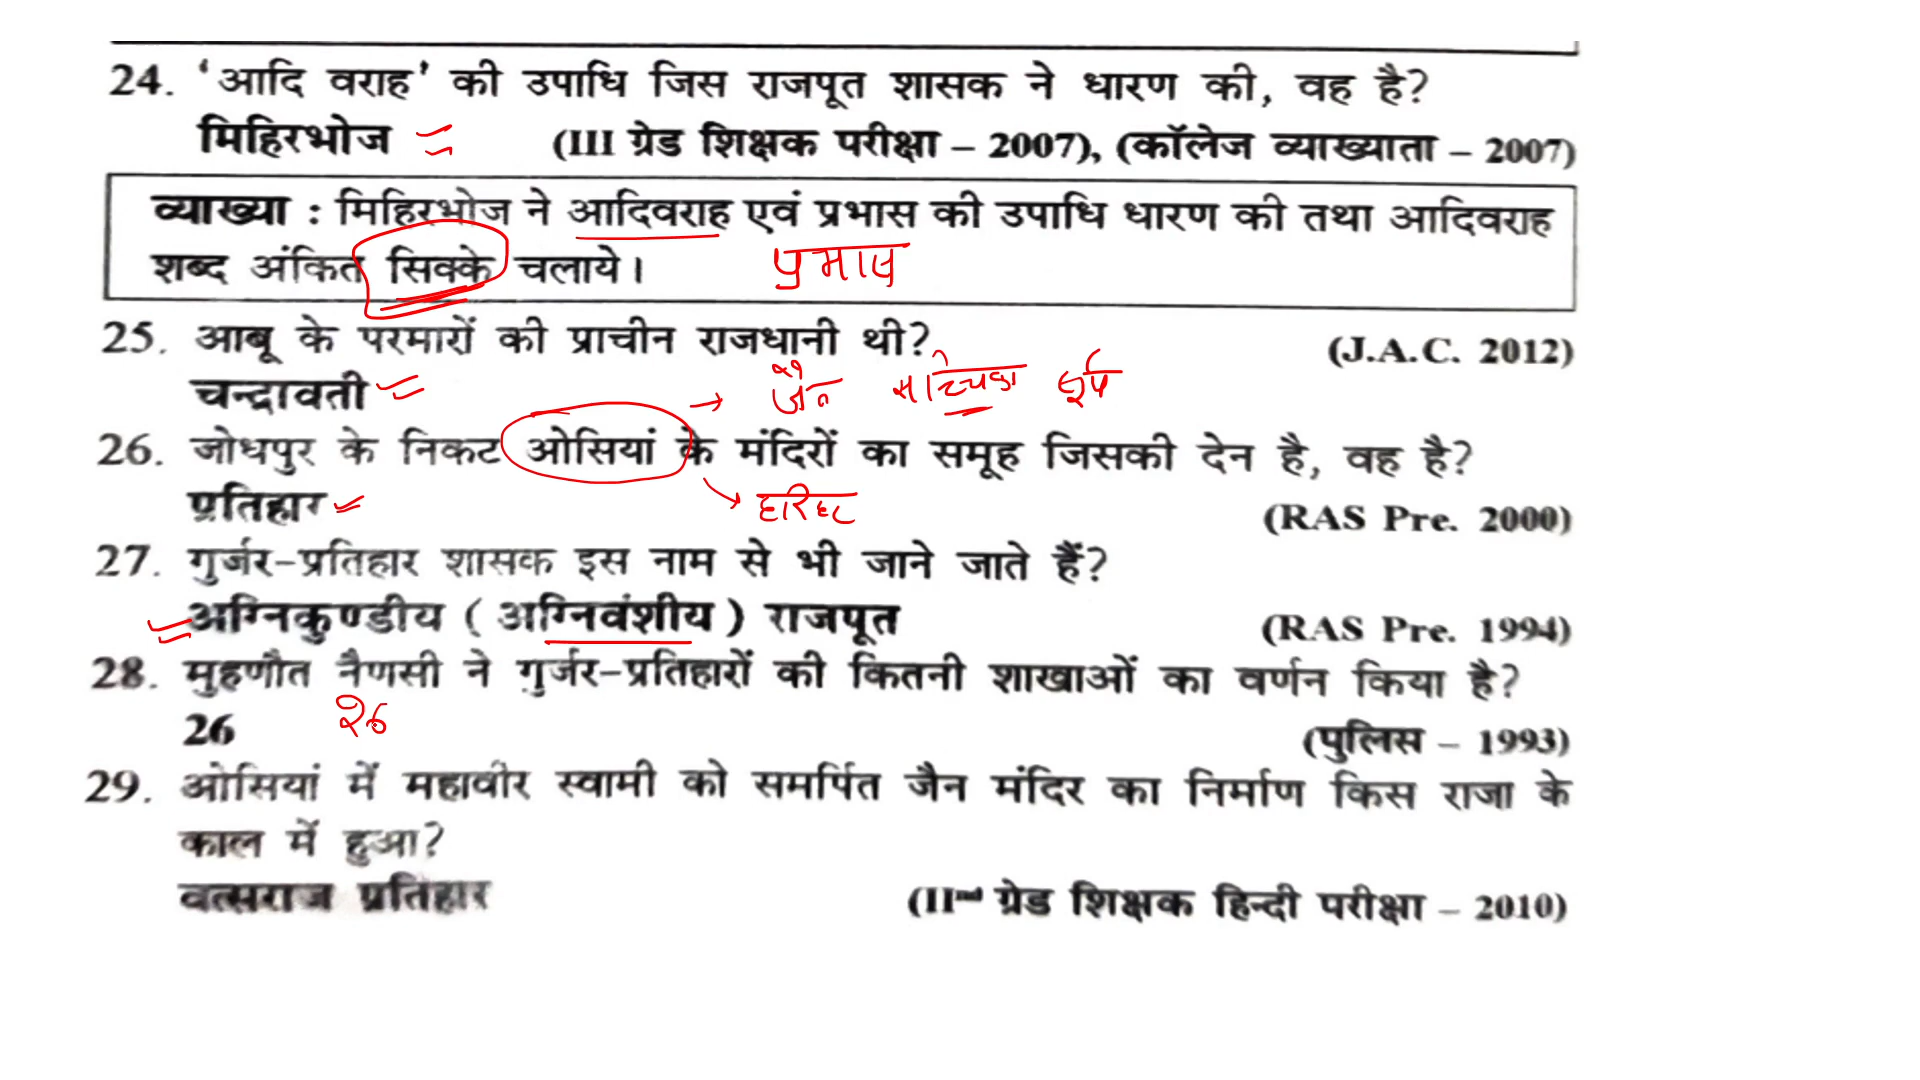 24. 'आदि वराह' की उपाधि जिस राजपूत शासक ने धारण की, वह है?
मिहिरभोज (III ग्रेड शिक्षक परीक्षा – 2007), (कॉलेज व्याख्याता – 2007)
व्याख्या : मिहिरभोज ने आदिवराह एवं प्रभास की उपाधि धारण की तथा आदिवराह
शब्द अंकित सिक्के चलाये।
25. आबू के परमारों की प्राचीन राजधानी थी? (J.A.C. 2012)
चन्द्रावती
जैन सूर्य
26. जोधपुर के निकट ओसियां के मंदिरों का समूह जिसकी देन है, वह है?
प्रतिहार (RAS Pre. 2000)
27. गुर्जर-प्रतिहार शासक इस नाम से भी जाने जाते हैं?
अग्निकुण्डीय (अग्निवंशीय) राजपूत (RAS Pre. 1994)
28. मुहणौत नैणसी ने गुर्जर-प्रतिहारों की कितनी शाखाओं का वर्णन किया है?
26 २६ (पुलिस – 1993)
29. ओसियां में महावीर स्वामी को समर्पित जैन मंदिर का निर्माण किस राजा के
काल में हुआ?
वत्सराज प्रतिहार (IInd ग्रेड शिक्षक हिन्दी परीक्षा – 2010)